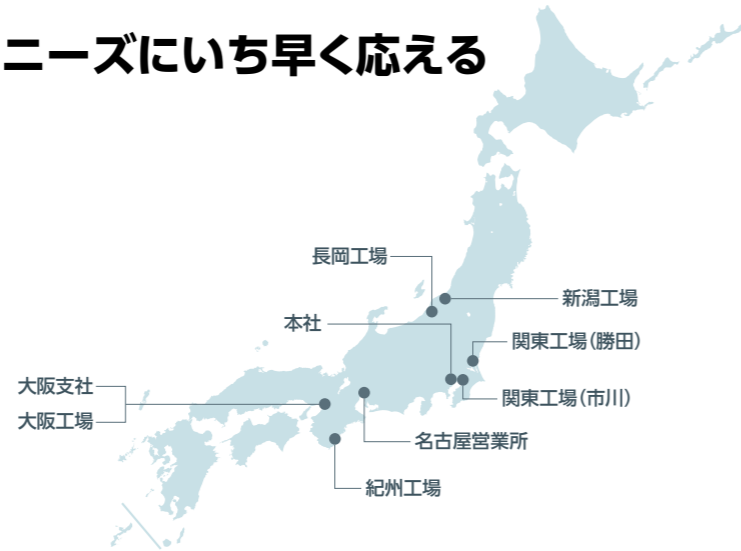 ニーズにいち早く応える
長岡工場
新潟工場
本社
関東工場（勝田）
大阪支社
関東工場（市川）
大阪工場
名古屋営業所
紀州工場